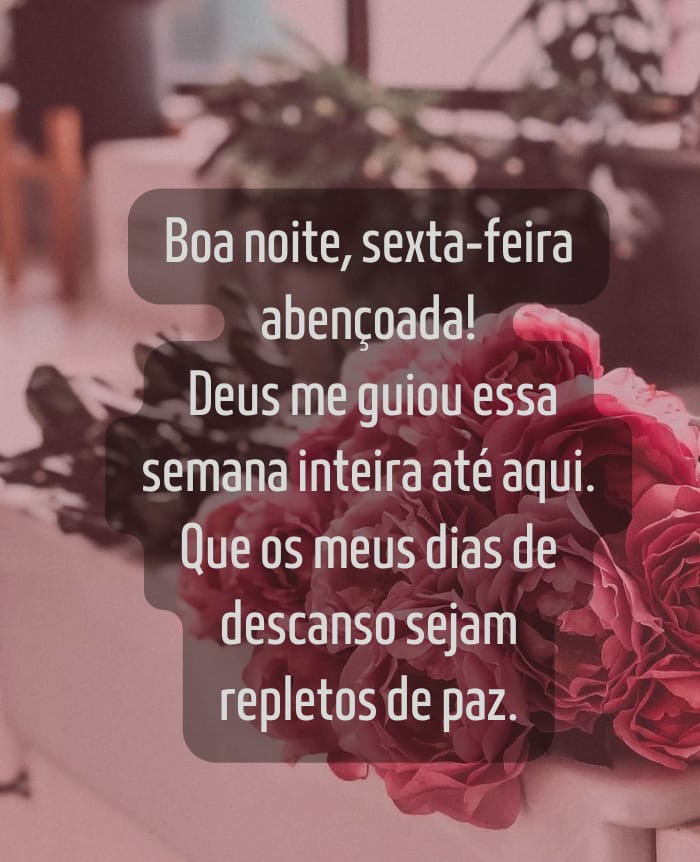 Boa noite, sexta-feira
abençoada!
Deus me guiou essa
semana inteira até aqui.
Que os meus dias de
descanso sejam
repletos de paz.